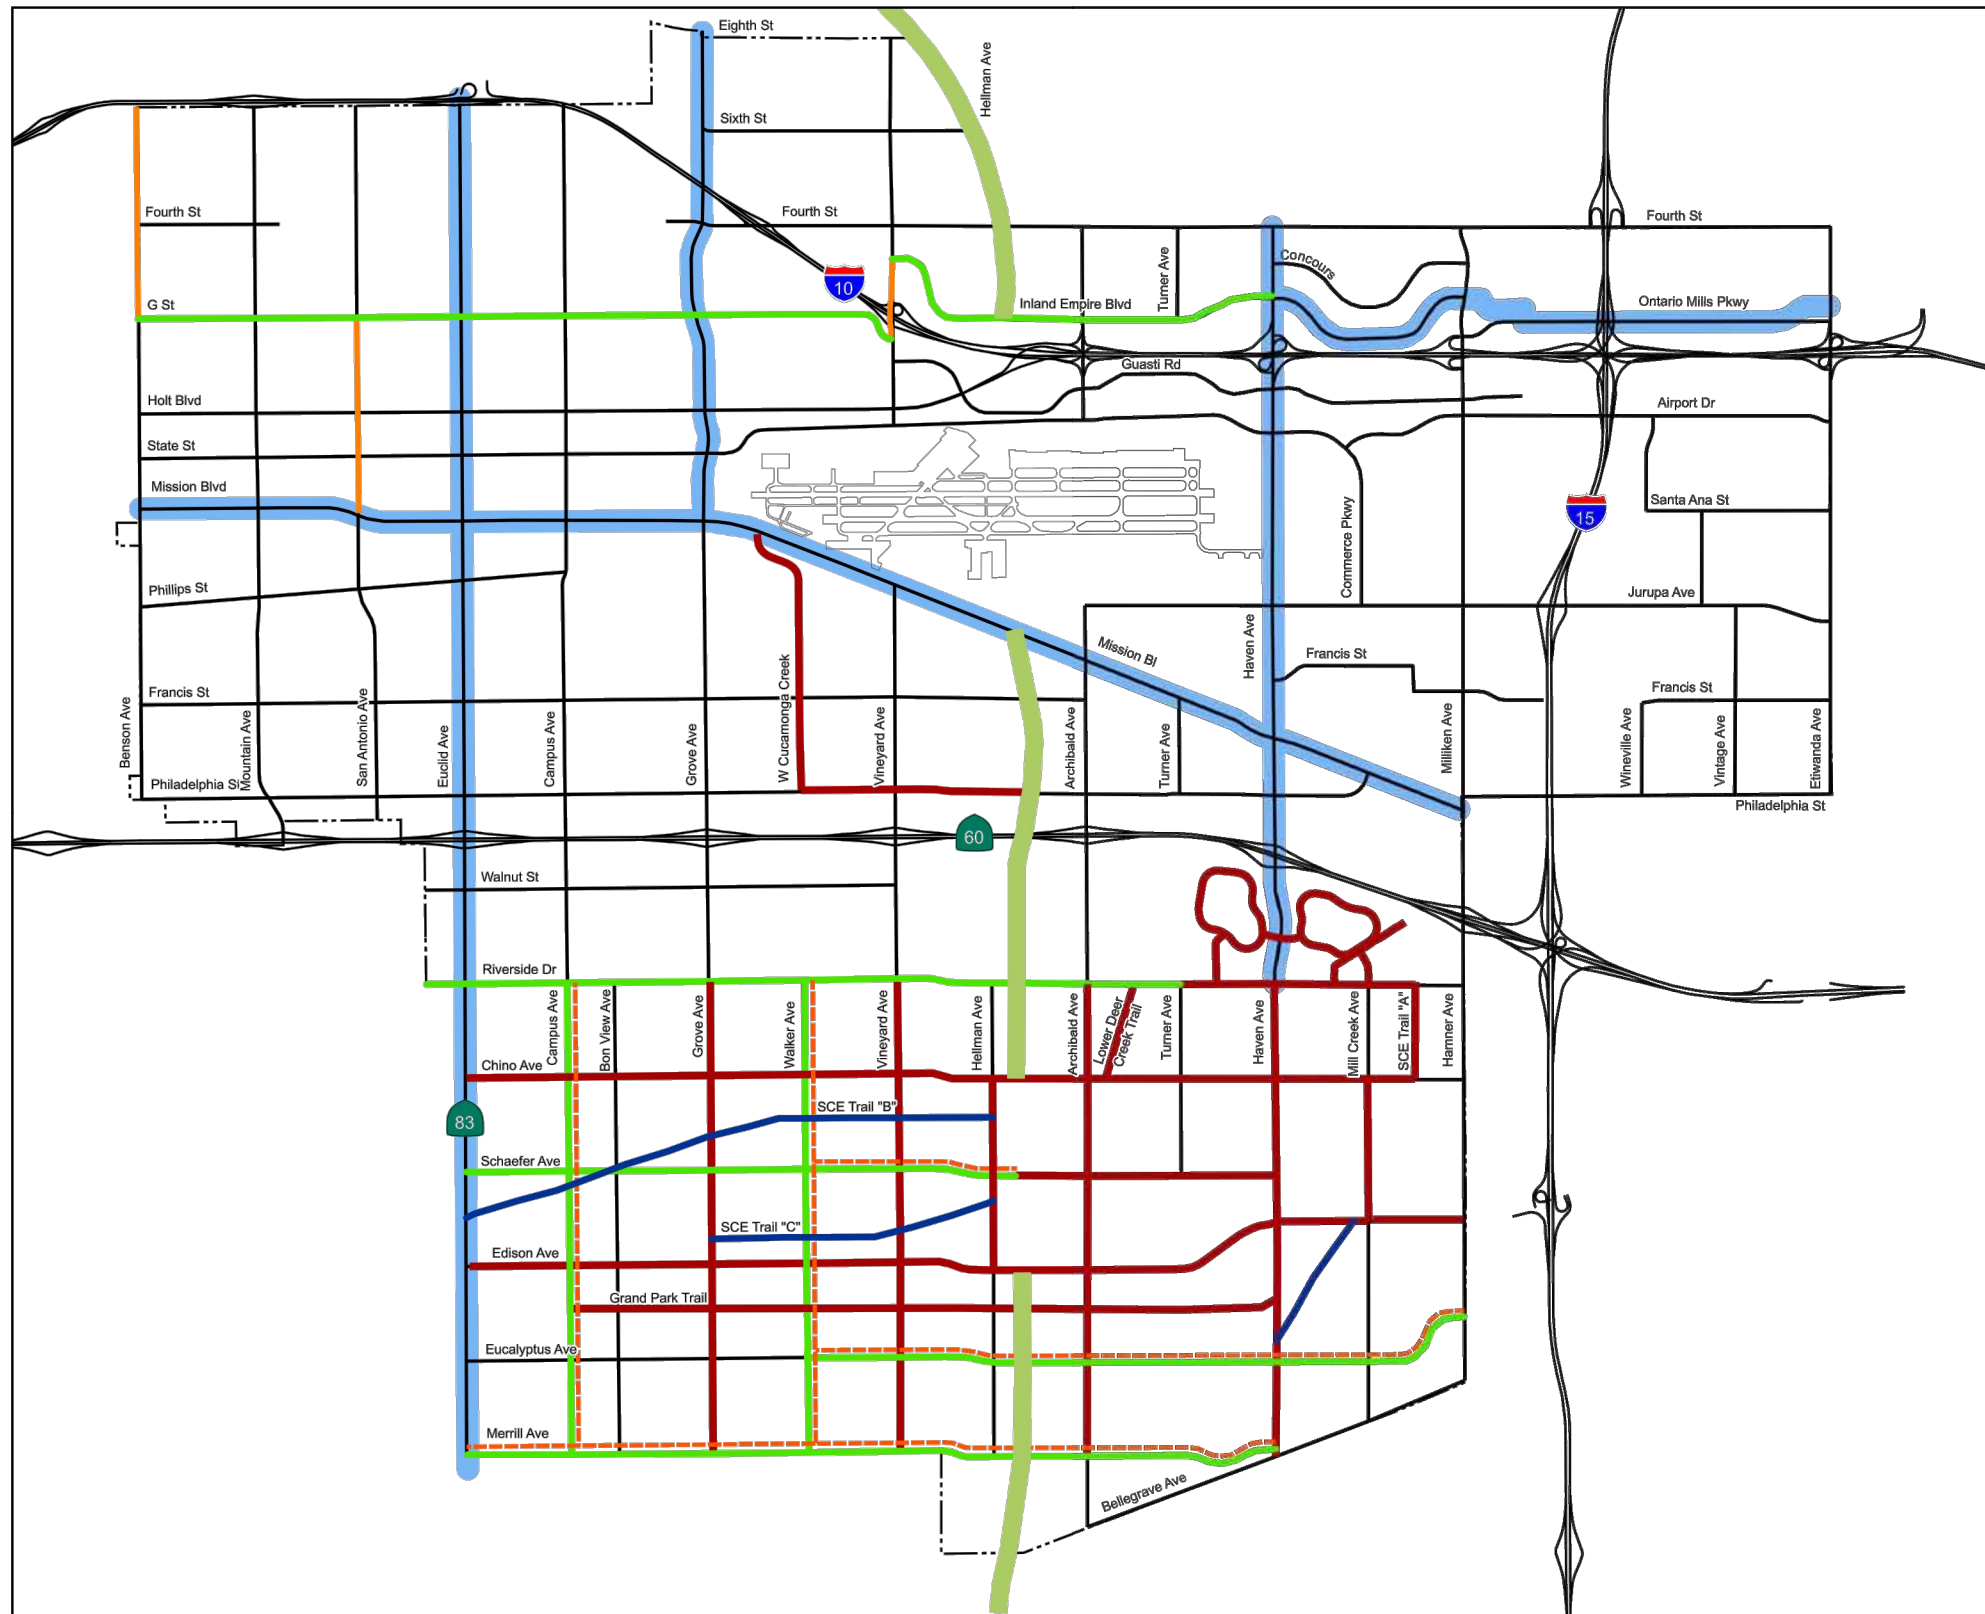 Eighth St
Hellman Ave
Sixth St
Fourth St
Fourth St
Fourth St
Concours
Turner Ave
10
G St
Inland Empire Blvd
Ontario Mills Pkwy
Guasti Rd
Holt Blvd
Airport Dr
State St
Mission Blvd
Santa Ana St
15
Commerce Pkwy
Phillips St
Jurupa Ave
Mission Bl
Haven Ave
Francis St
W Cucamonga Creek
Francis St
Francis St
Benson Ave
Mountain Ave
San Antonio Ave
Euclid Ave
Campus Ave
Grove Ave
Vineyard Ave
Archibald Ave
Turner Ave
Milliken Ave
Wineville Ave
Vintage Ave
Etiwanda Ave
Philadelphia St
Philadelphia St
60
Walnut St
Riverside Dr
Campus Ave
Bon View Ave
Grove Ave
Walker Ave
Vineyard Ave
Hellman Ave
Archibald Ave
Lower Deer
Creek Trail
Turner Ave
Haven Ave
Mill Creek Ave
SCE Trail "A"
Hamner Ave
Chino Ave
SCE Trail "B"
83
Schaefer Ave
SCE Trail "C"
Edison Ave
Grand Park Trail
Eucalyptus Ave
Merrill Ave
Bellegrave Ave